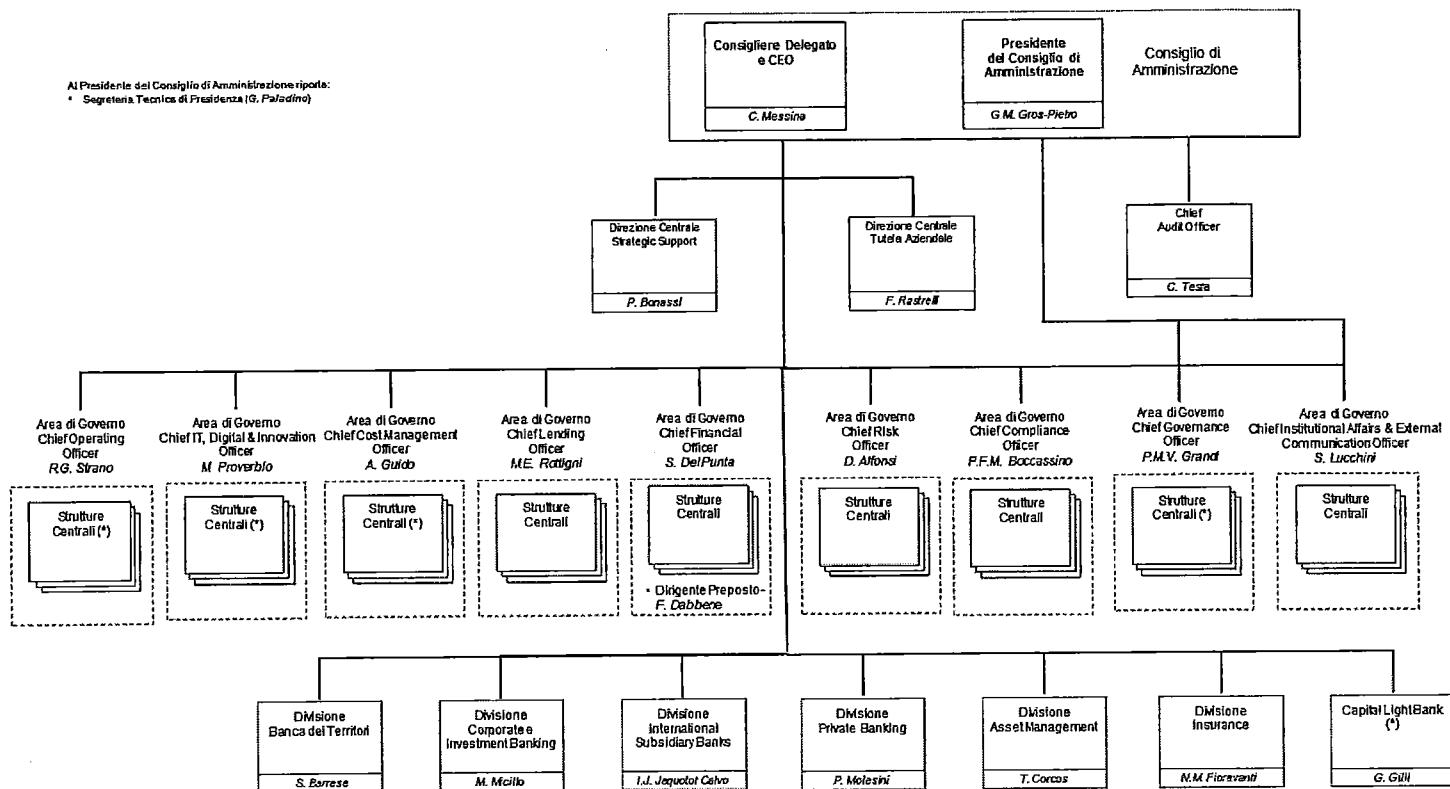 Consigliere Delegato
e CEO
C. Messina
Presidente
del Consiglio di
Amministrazione
G.M. Gros-Pietro
Consiglio di
Amministrazione
Al Presidente del Consiglio di Amministrazione riporta:
• Segreteria Tecnica di Presidenza (G. Paladino)
Direzione Centrale
Strategic Support
P. Bonassi
Direzione Centrale
Tutela Aziendale
F. Rastrelli
Chief
Audit Officer
C. Testa
Area di Governo
Chief Operating
Officer
R.G. Strano
Strutture
Centrali (*)
Area di Governo
Chief IT, Digital & Innovation
Officer
M. Proverbio
Strutture
Centrali (*)
Area di Governo
Chief Cost Management
Officer
A. Guido
Strutture
Centrali (*)
Area di Governo
Chief Lending
Officer
M.E. Rottigni
Strutture
Centrali
Area di Governo
Chief Financial
Officer
S. Del Punta
Strutture
Centrali
• Dirigente Preposto-
F. Dabbene
Area di Governo
Chief Risk
Officer
D. Alfonsi
Strutture
Centrali
Area di Governo
Chief Compliance
Officer
P.F.M. Boccassino
Strutture
Centrali
Area di Governo
Chief Governance
Officer
P.M.V. Grandi
Strutture
Centrali (*)
Area di Governo
Chief Institutional Affairs & External
Communication Officer
S. Lucchini
Strutture
Centrali
Divisione
Banca dei Territori
S. Barrese
Divisione
Corporate e
Investment Banking
M. Micillo
Divisione
International
Subsidiary Banks
I.J. Jaquotot Calvo
Divisione
Private Banking
P. Molesini
Divisione
Asset Management
T. Corcos
Divisione
Insurance
N.M. Fioravanti
Capital Light Bank
(*)
G. Gilli